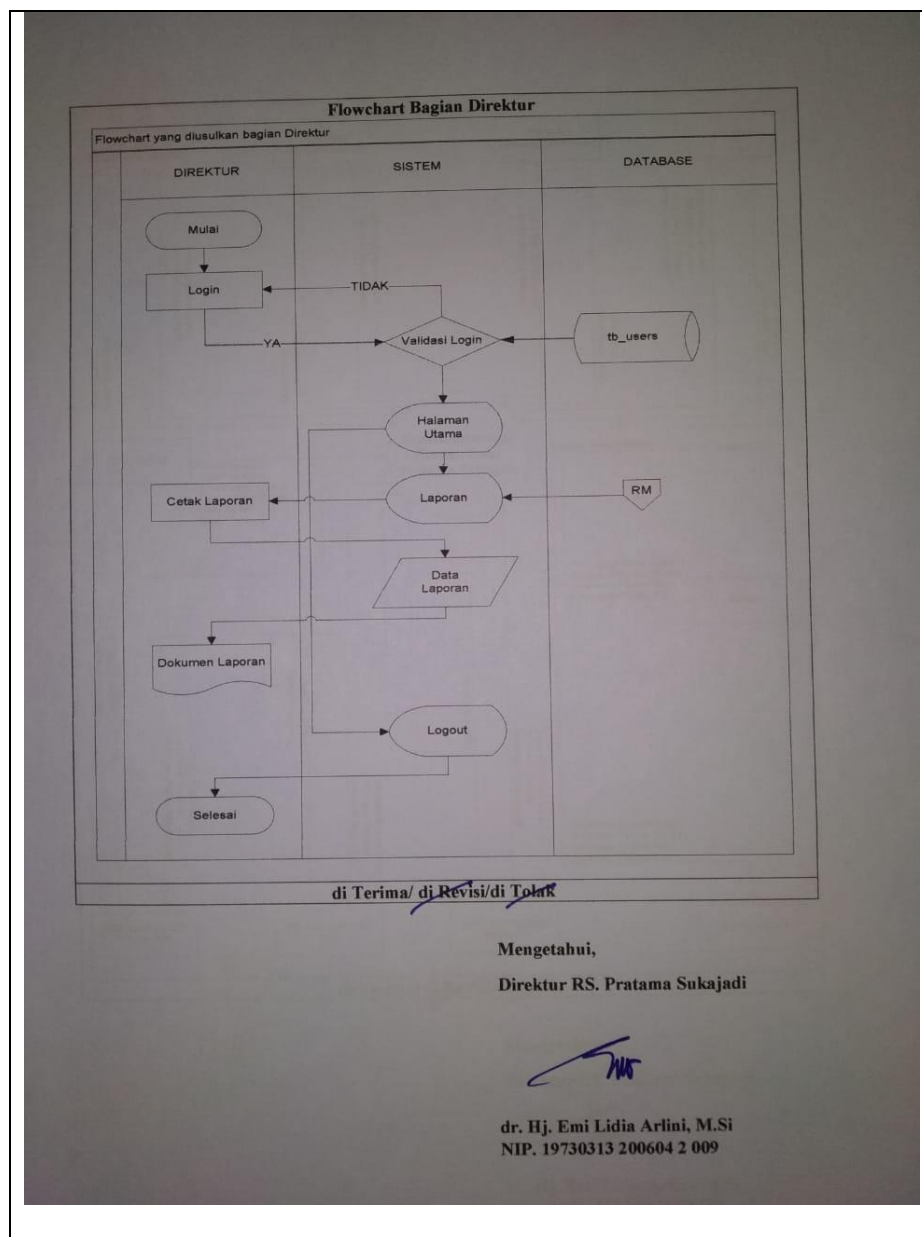 Flowchart Bagian Direktur
Flowchart yang diusulkan bagian Direktur
DIREKTUR
SISTEM
DATABASE
Mulai
Login
TIDAK
YA
Validasi Login
tb_users
Halaman
Utama
Cetak Laporan
Laporan
RM
Data
Laporan
Dokumen Laporan
Logout
Selesai
di Terima/ di Revisi/di Tolak
Mengetahui,
Direktur RS. Pratama Sukajadi
dr. Hj. Emi Lidia Arlini, M.Si
NIP. 19730313 200604 2 009